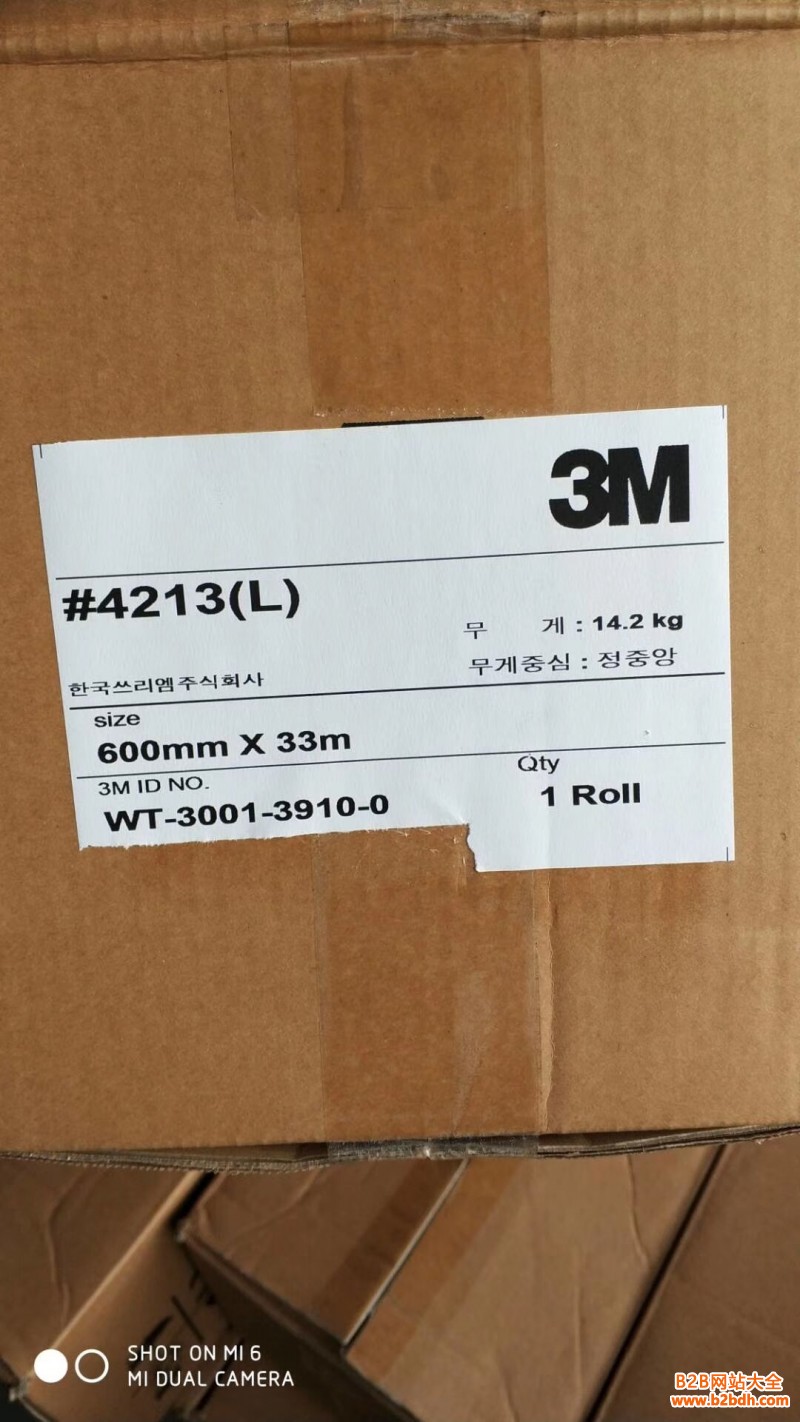 3M
#4213(L)
무 게 : 14.2 kg
무게중심 : 정중앙
한국쓰리엠주식회사
size
600mm X 33m
3M ID NO.
WT-3001-3910-0
Qty
1 Roll
SHOT ON MI 6
MI DUAL CAMERA
B2B网站大全
www.b2bdh.com